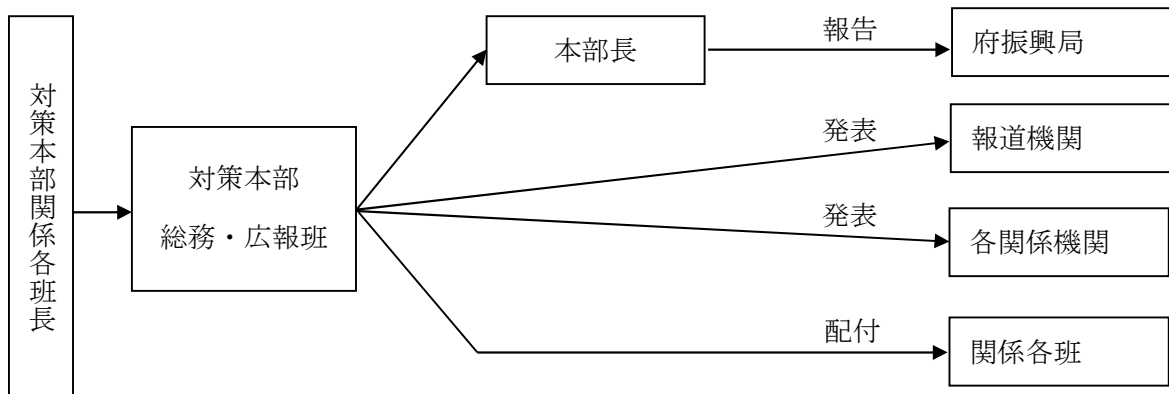 対策本部関係各班長
対策本部
総務・広報班
本部長
報告
府振興局
発表
報道機関
発表
各関係機関
配付
関係各班